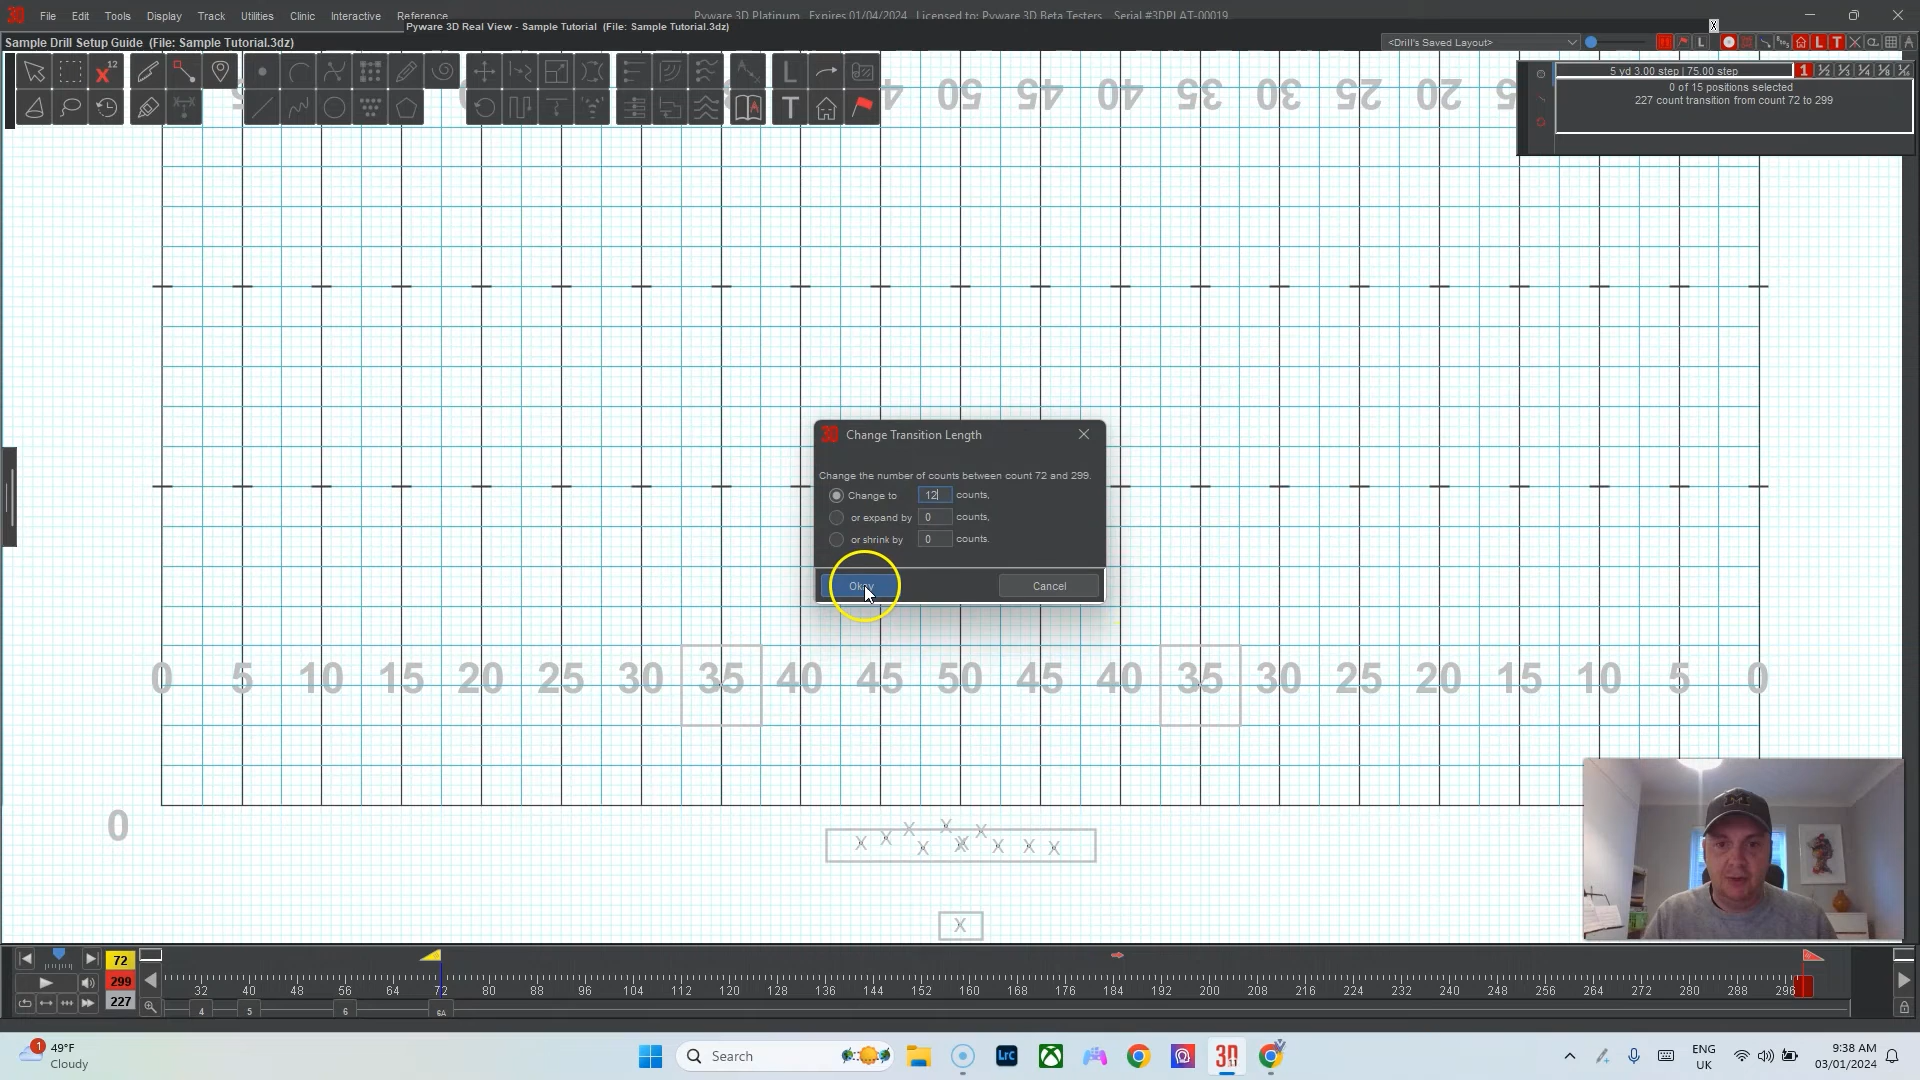 File Edit Tools Display Track Utilities Clinic Interactive Reference
Pyware 3D Platinum Expires 01/04/2024 Licensed to: Pyware 3D Beta Testers Serial #3DPLAT-00019
Pyware 3D Real View - Sample Tutorial (File: Sample Tutorial.3dz)
Sample Drill Setup Guide (File: Sample Tutorial.3dz)
<Drill's Saved Layout>
5 yd 3.00 step | 75.00 step
0 of 15 positions selected
227 count transition from count 72 to 299
45 50 45 40 35 30 25 20
Change Transition Length
Change the number of counts between count 72 and 299.
Change to 12 counts,
or expand by 0 counts,
or shrink by 0 counts.
Okay Cancel
0 5 10 15 20 25 30 35 40 45 50 45 40 35 30 25 20 15 10 5 0
0
X X X X X X X X X X
X
72
299
227
32 40 48 56 64 72 80 88 96 104 112 120 128 136 144 152 160 168 176 184 192 200 208 216 224 232 240 248 256 264 272 280 288 296
4 5 6 6A
1
49°F
Cloudy
Search
Lrc
3D
ENG
UK
9:38 AM
03/01/2024